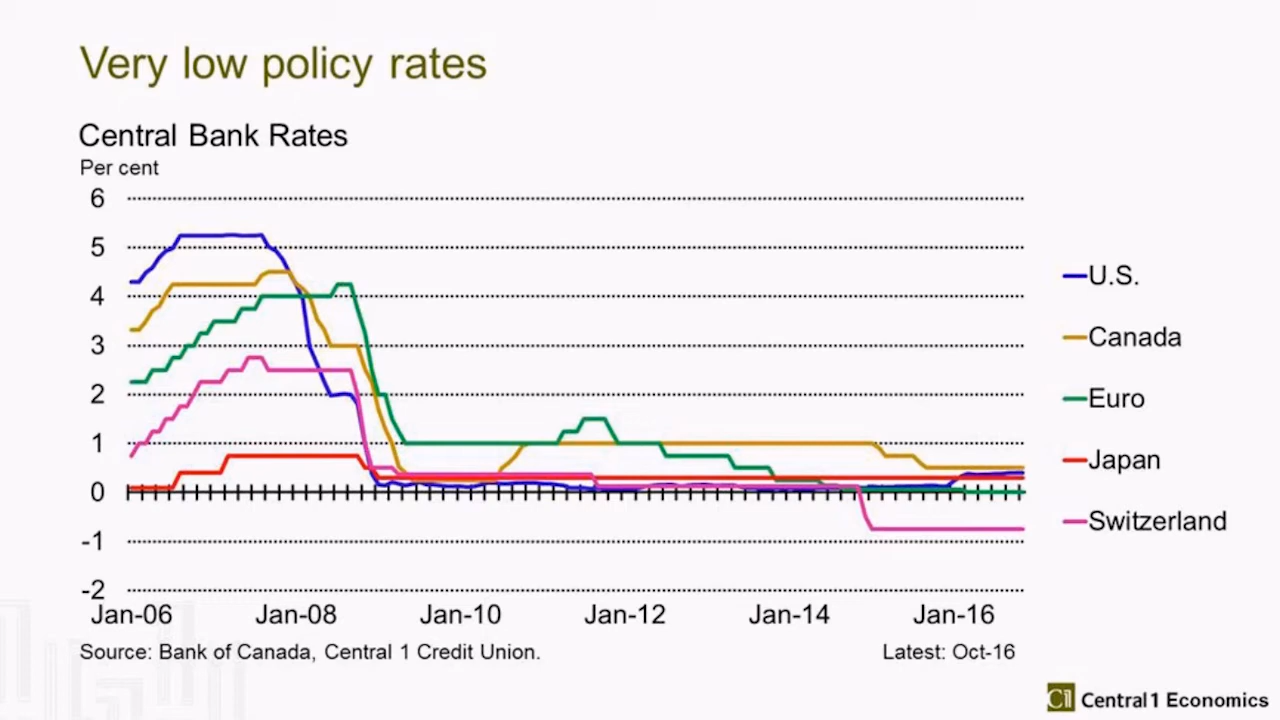 Very low policy rates
Central Bank Rates
Per cent
6
5
4
3
2
1
0
-1
-2
Jan-06 Jan-08 Jan-10 Jan-12 Jan-14 Jan-16
U.S.
Canada
Euro
Japan
Switzerland
Source: Bank of Canada, Central 1 Credit Union.
Latest: Oct-16
C1 Central 1 Economics